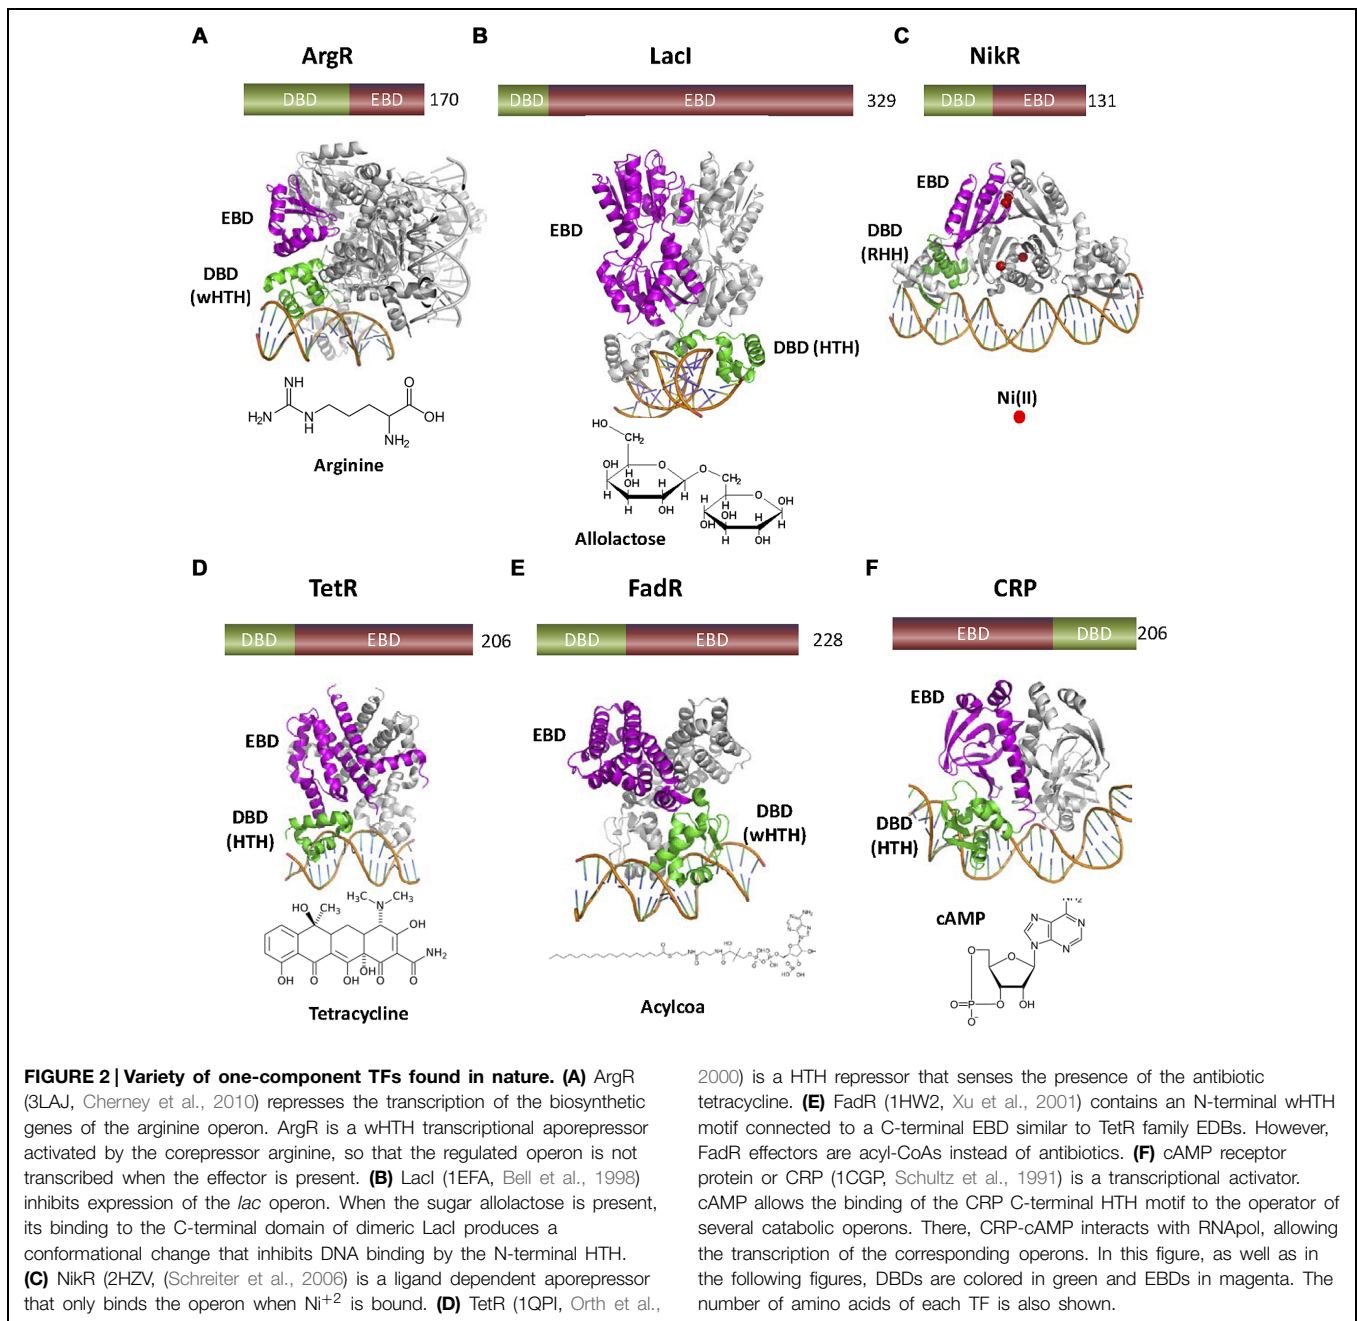 A
ArgR
DBD EBD 170
EBD
DBD
(wHTH)
NH
H2N
N
H
O
OH
NH2
Arginine
B
LacI
DBD EBD 329
EBD
DBD (HTH)
HO
CH2
OH
H
O
OH
H
H
H
H
OH
O
CH2
H
H
O
OH
OH
OH
H
H
H
OH
Allolactose
C
NikR
DBD EBD 131
EBD
DBD
(RHH)
Ni(II)
D
TetR
DBD EBD 206
EBD
DBD
(HTH)
H3C CH3
N
HO CH3
OH
NH2
OH
OH O OH O O
Tetracycline
E
FadR
DBD EBD 228
EBD
DBD
(wHTH)
Acylcoa
F
CRP
EBD DBD 206
EBD
DBD
(HTH)
cAMP
NH2
N
N
N
N
O
O
O=P
O
OH
O-
FIGURE 2 | Variety of one-component TFs found in nature. (A) ArgR
(3LAJ, Cherney et al., 2010) represses the transcription of the biosynthetic
genes of the arginine operon. ArgR is a wHTH transcriptional aporepressor
activated by the corepressor arginine, so that the regulated operon is not
transcribed when the effector is present. (B) LacI (1EFA, Bell et al., 1998)
inhibits expression of the lac operon. When the sugar allolactose is present,
its binding to the C-terminal domain of dimeric LacI produces a
conformational change that inhibits DNA binding by the N-terminal HTH.
(C) NikR (2HZV, (Schreiter et al., 2006) is a ligand dependent aporepressor
that only binds the operon when Ni+2 is bound. (D) TetR (1QPI, Orth et al.,
2000) is a HTH repressor that senses the presence of the antibiotic
tetracycline. (E) FadR (1HW2, Xu et al., 2001) contains an N-terminal wHTH
motif connected to a C-terminal EBD similar to TetR family EDBs. However,
FadR effectors are acyl-CoAs instead of antibiotics. (F) cAMP receptor
protein or CRP (1CGP, Schultz et al., 1991) is a transcriptional activator.
cAMP allows the binding of the CRP C-terminal HTH motif to the operator of
several catabolic operons. There, CRP-cAMP interacts with RNApol, allowing
the transcription of the corresponding operons. In this figure, as well as in
the following figures, DBDs are colored in green and EBDs in magenta. The
number of amino acids of each TF is also shown.